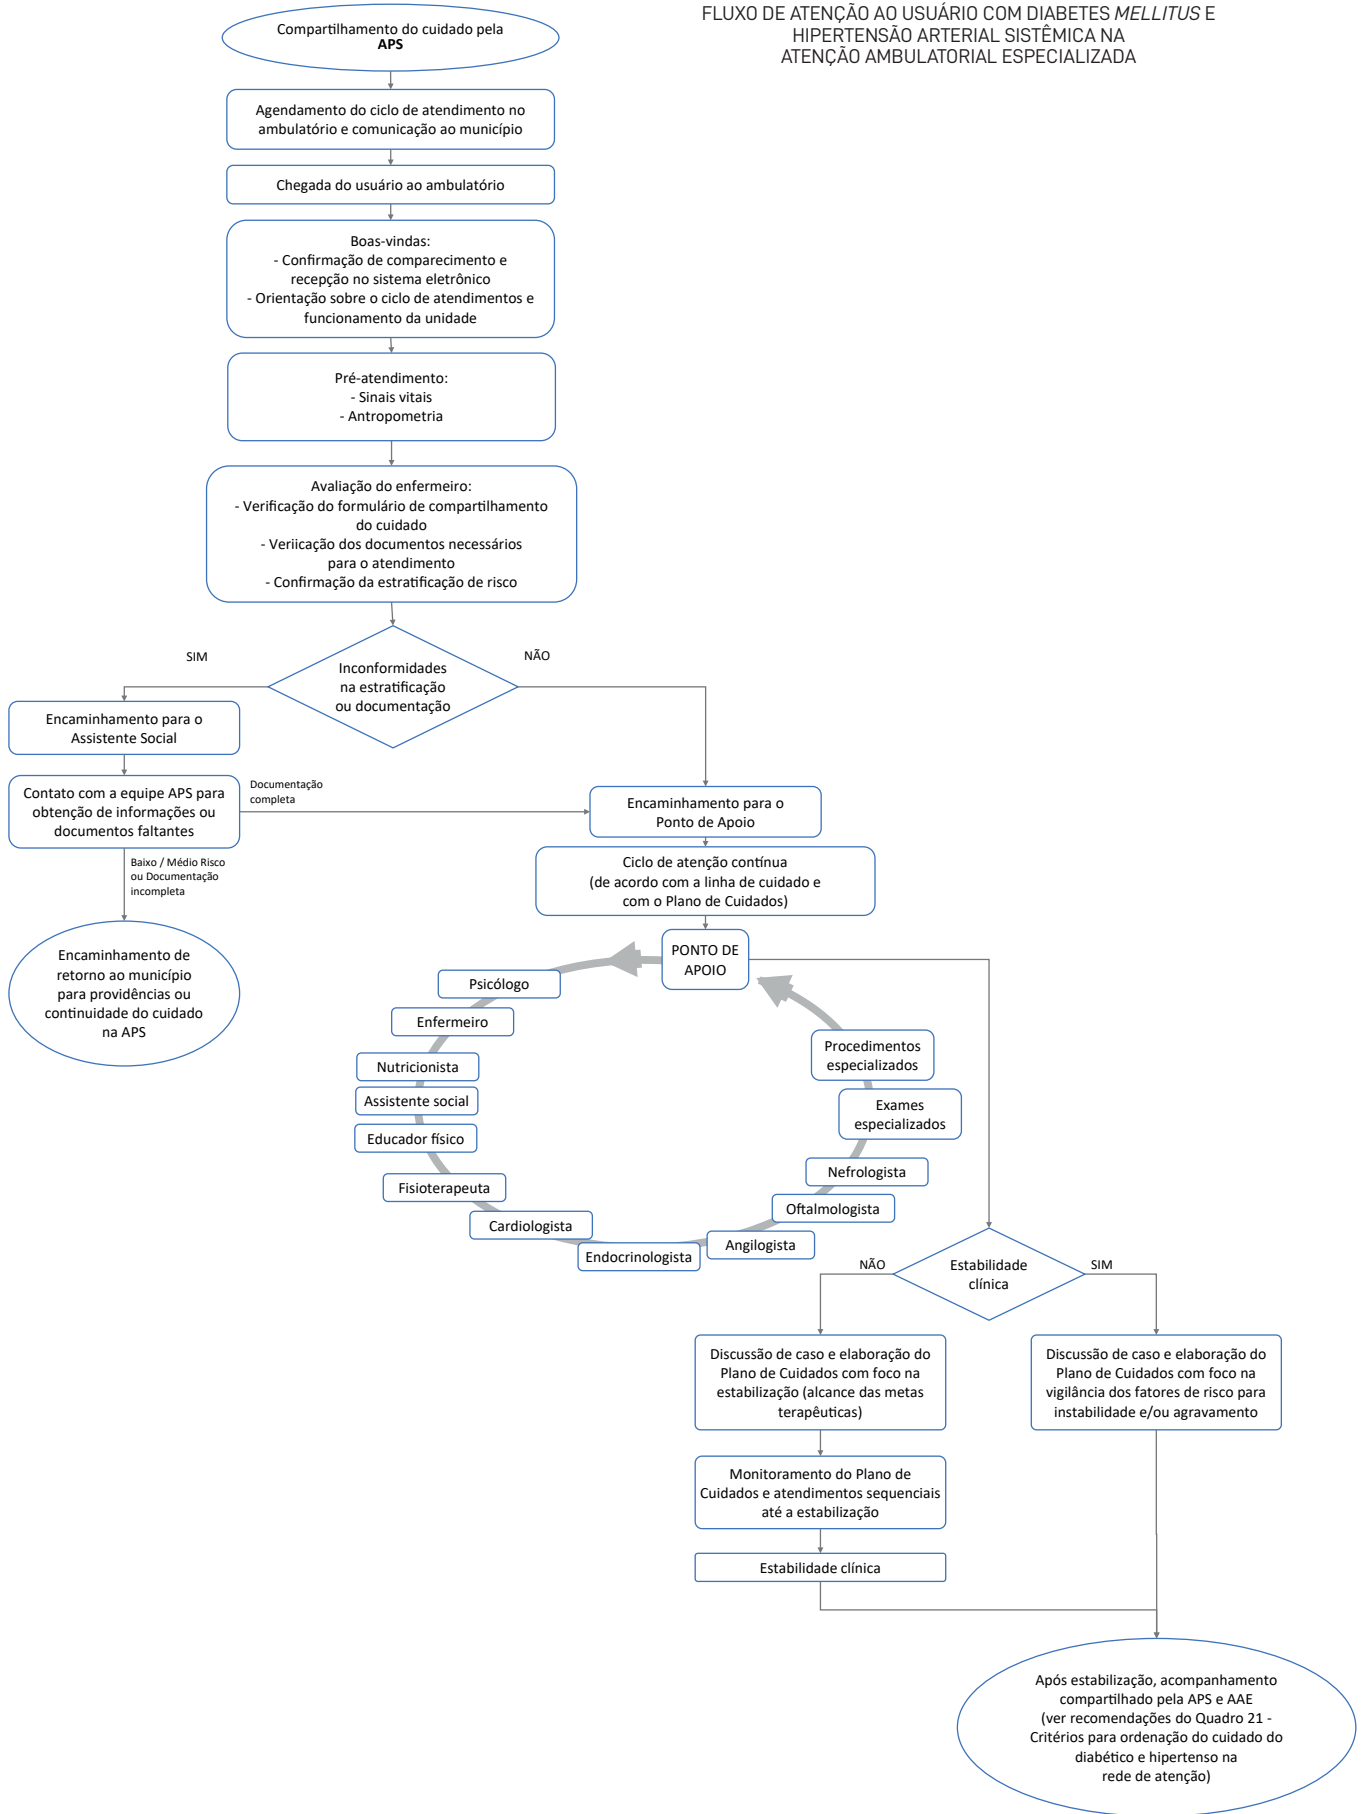 FLUXO DE ATENÇÃO AO USUÁRIO COM DIABETES MELLITUS E
HIPERTENSÃO ARTERIAL SISTÊMICA NA
ATENÇÃO AMBULATORIAL ESPECIALIZADA
Compartilhamento do cuidado pela
APS
Agendamento do ciclo de atendimento no
ambulatório e comunicação ao município
Chegada do usuário ao ambulatório
Boas-vindas:
- Confirmação de comparecimento e
recepção no sistema eletrônico
- Orientação sobre o ciclo de atendimentos e
funcionamento da unidade
Pré-atendimento:
- Sinais vitais
- Antropometria
Avaliação do enfermeiro:
- Verificação do formulário de compartilhamento
do cuidado
- Veriicação dos documentos necessários
para o atendimento
- Confirmação da estratificação de risco
Inconformidades
na estratificação
ou documentação
SIM
NÃO
Encaminhamento para o
Assistente Social
Contato com a equipe APS para
obtenção de informações ou
documentos faltantes
Documentação
completa
Baixo / Médio Risco
ou Documentação
incompleta
Encaminhamento de
retorno ao município
para providências ou
continuidade do cuidado
na APS
Encaminhamento para o
Ponto de Apoio
Ciclo de atenção contínua
(de acordo com a linha de cuidado e
com o Plano de Cuidados)
PONTO DE
APOIO
Psicólogo
Enfermeiro
Nutricionista
Assistente social
Educador físico
Fisioterapeuta
Cardiologista
Endocrinologista
Angilogista
Oftalmologista
Nefrologista
Exames
especializados
Procedimentos
especializados
Estabilidade
clínica
NÃO
SIM
Discussão de caso e elaboração do
Plano de Cuidados com foco na
estabilização (alcance das metas
terapêuticas)
Monitoramento do Plano de
Cuidados e atendimentos sequenciais
até a estabilização
Estabilidade clínica
Discussão de caso e elaboração do
Plano de Cuidados com foco na
vigilância dos fatores de risco para
instabilidade e/ou agravamento
Após estabilização, acompanhamento
compartilhado pela APS e AAE
(ver recomendações do Quadro 21 -
Critérios para ordenação do cuidado do
diabético e hipertenso na
rede de atenção)